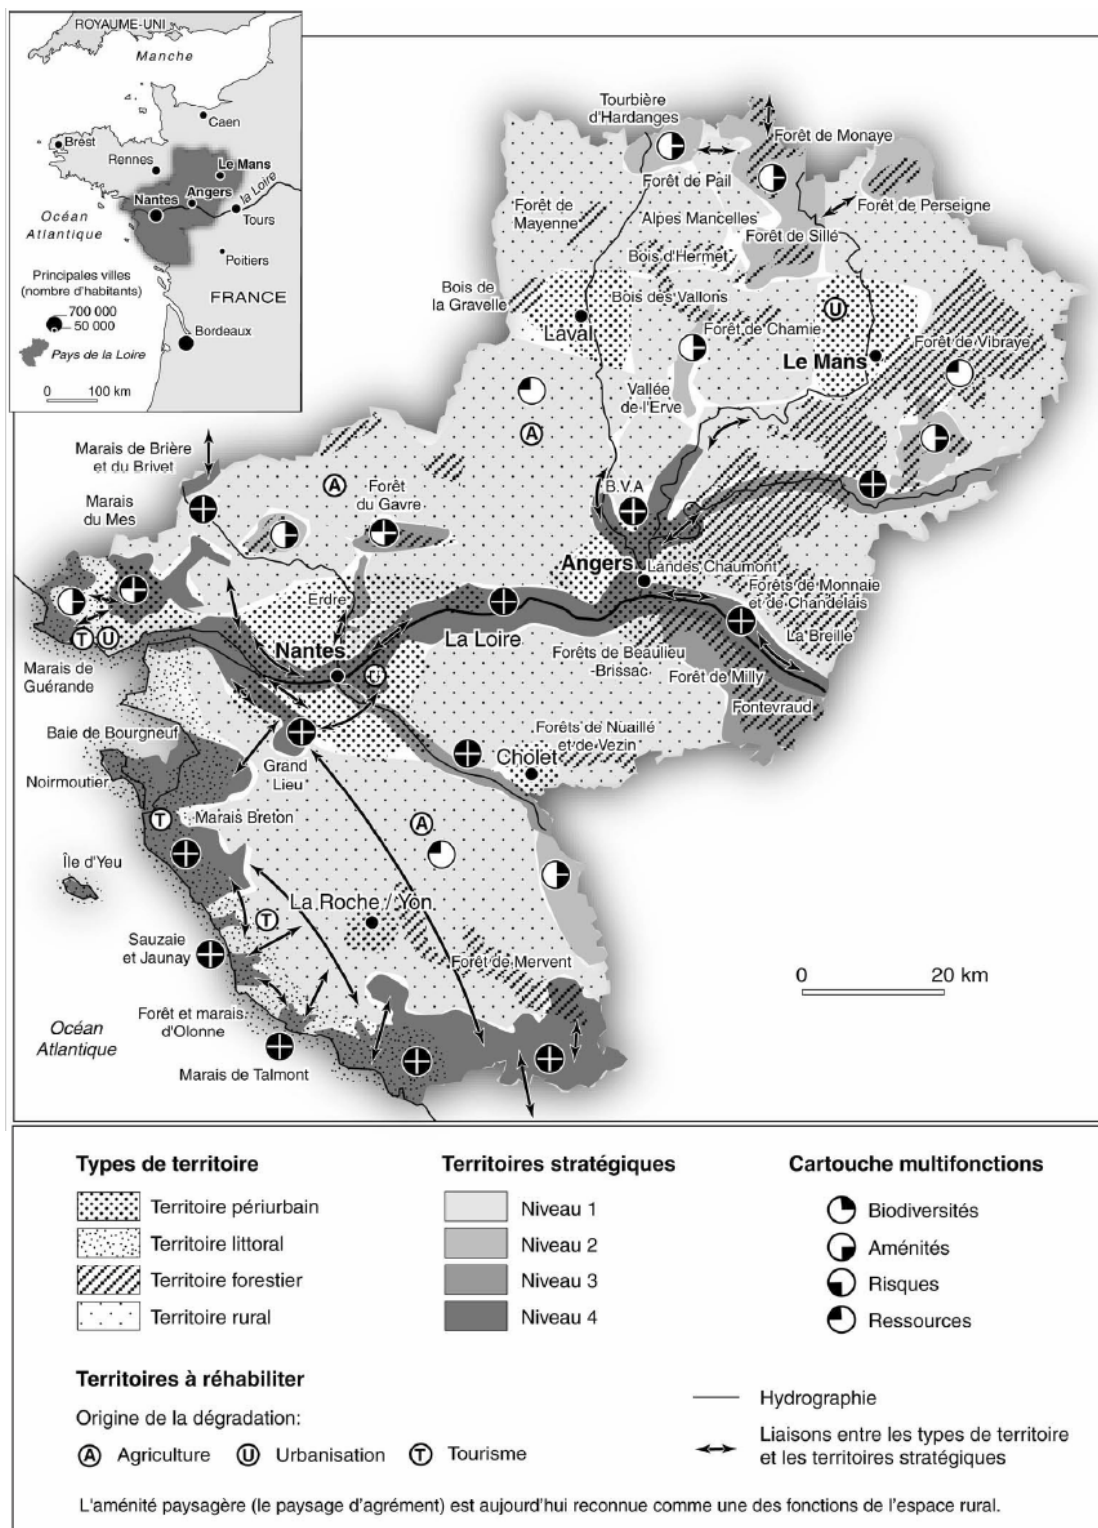 ROYAUME-UNI
Manche
Caen
Brest
Rennes
Le Mans
Angers
la Loire
Nantes
Tours
Océan
Atlantique
Poitiers
Principales villes
(nombre d'habitants)
FRANCE
700 000
50 000
Bordeaux
Pays de la Loire
0 100 km
Tourbière
d'Hardanges
Forêt de Monaye
Forêt de Pail
Forêt de Perseigne
Forêt de
Mayenne
Alpes Mancelles
Forêt de Sillé
Bois d'Hermet
Bois de
la Gravelle
Bois des Vallons
U
Laval
Forêt de Chamie
Forêt de Vibraye
Le Mans
Vallée
de l'Erve
A
Marais de Brière
et du Brivet
B.V.A
A
Forêt
du Gavre
Marais
du Mes
Angers
Landes Chaumont
Forêts de Monnaie
et de Chandelais
Erdre
La Breille
T U
La Loire
Nantes
Forêts de Beaulieu
-Brissac
Marais de
Guérande
U
Forêt de Milly
Fontevraud
Baie de Bourgneuf
Forêts de Nuaillé
et de Vezin
Grand
Lieu
Cholet
Noirmoutier
T
Marais Breton
A
Île d'Yeu
La Roche / Yon
T
Sauzaie
et Jaunay
Forêt de Mervent
0 20 km
Forêt et marais
d'Olonne
Océan
Atlantique
Marais de Talmont
Types de territoire
Territoire périurbain
Territoire littoral
Territoire forestier
Territoire rural
Territoires stratégiques
Niveau 1
Niveau 2
Niveau 3
Niveau 4
Cartouche multifonctions
Biodiversités
Aménités
Risques
Ressources
Territoires à réhabiliter
Origine de la dégradation:
A Agriculture U Urbanisation T Tourisme
Hydrographie
Liaisons entre les types de territoire
et les territoires stratégiques
L'aménité paysagère (le paysage d'agrément) est aujourd'hui reconnue comme une des fonctions de l'espace rural.